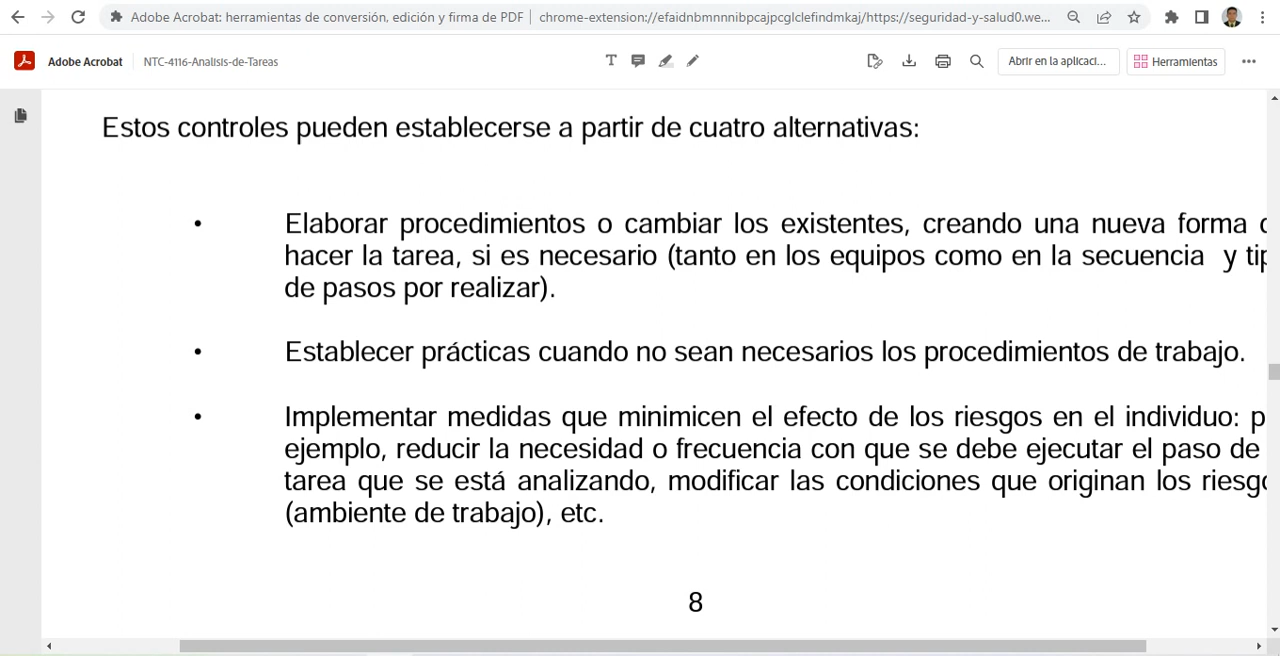 Adobe Acrobat: herramientas de conversión, edición y firma de PDF | chrome-extension://efaidnbmnnnibpcajpcglclefindmkaj/https://seguridad-y-salud0.we...
Adobe Acrobat NTC-4116-Analisis-de-Tareas T Abrir en la aplicaci... Herramientas
Estos controles pueden establecerse a partir de cuatro alternativas:
• Elaborar procedimientos o cambiar los existentes, creando una nueva forma
hacer la tarea, si es necesario (tanto en los equipos como en la secuencia y tip
de pasos por realizar).
• Establecer prácticas cuando no sean necesarios los procedimientos de trabajo.
• Implementar medidas que minimicen el efecto de los riesgos en el individuo: p
ejemplo, reducir la necesidad o frecuencia con que se debe ejecutar el paso de
tarea que se está analizando, modificar las condiciones que originan los riesg
(ambiente de trabajo), etc.
8